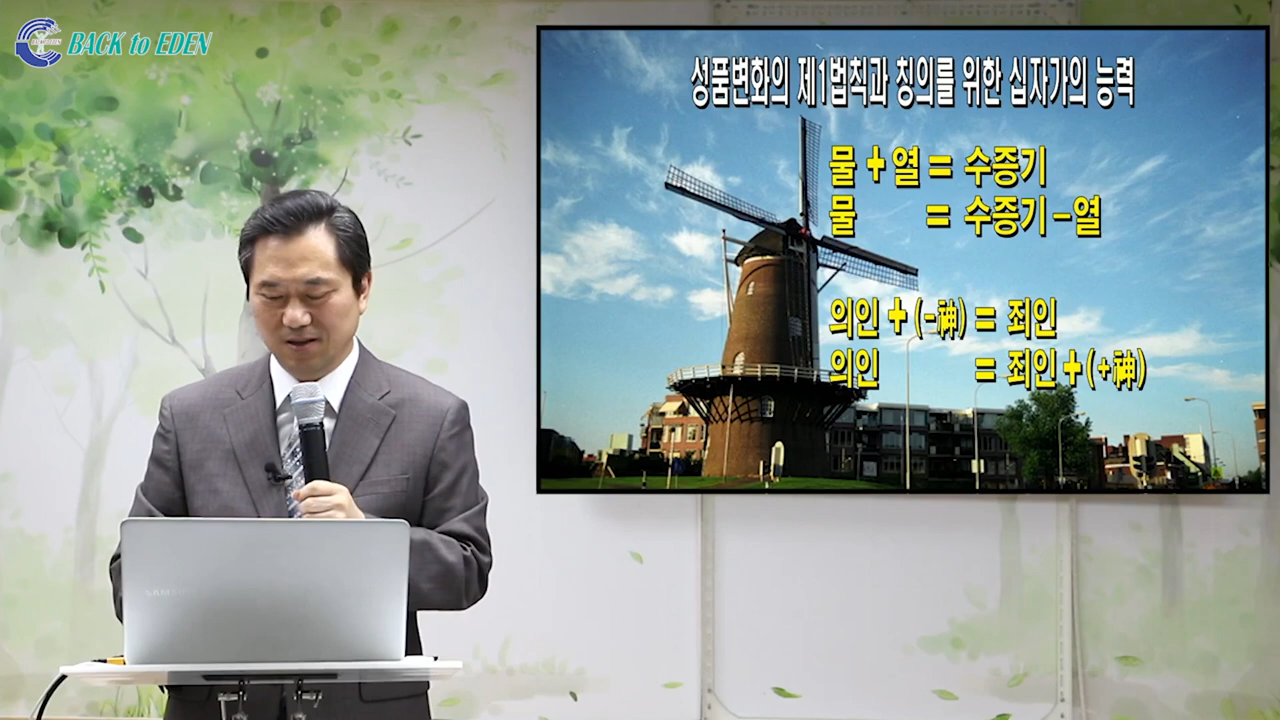 BACK to EDEN
성품변화의 제1법칙과 칭의를 위한 십자가의 능력
물 + 열 = 수증기
물 = 수증기 - 열
의인 + (-神) = 죄인
의인 = 죄인 + (+神)
SAMSUNG